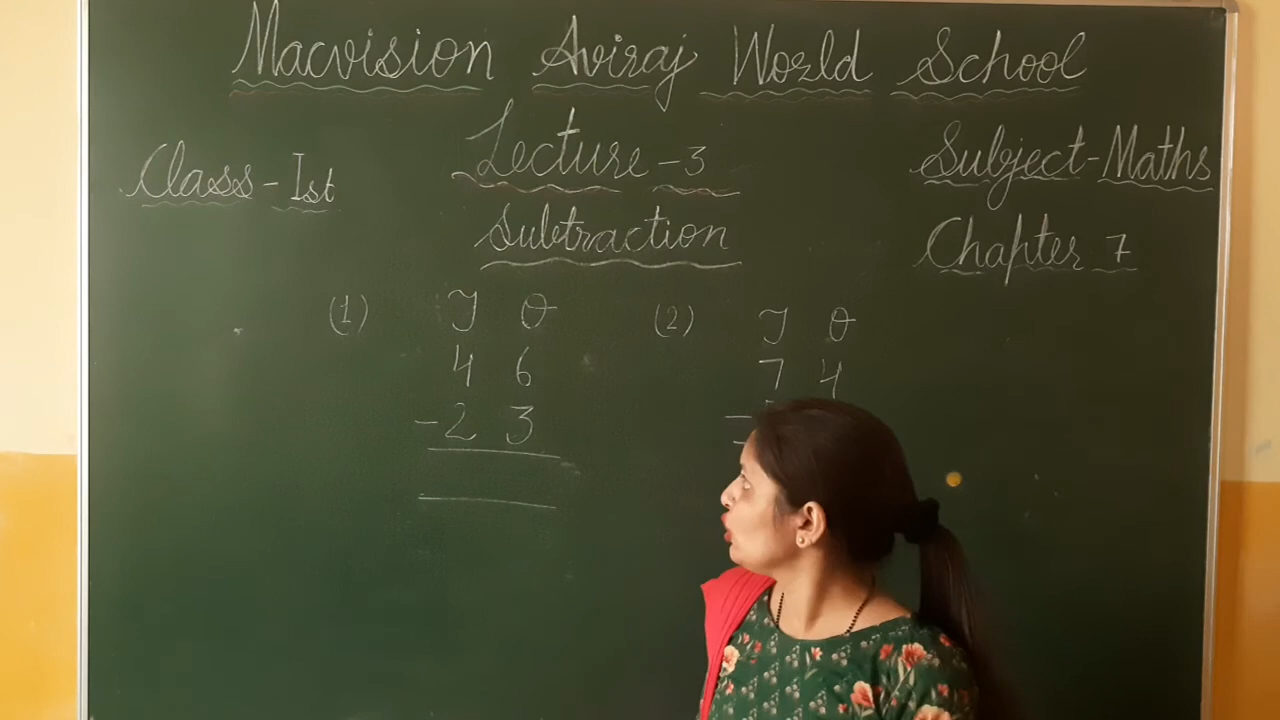 Macvision Aviraj World School
Class - Ist
Lecture - 3
Subject - Maths
Subtraction
Chapter 7
(1) T O
4 6
- 2 3
(2) T O
7 4
-